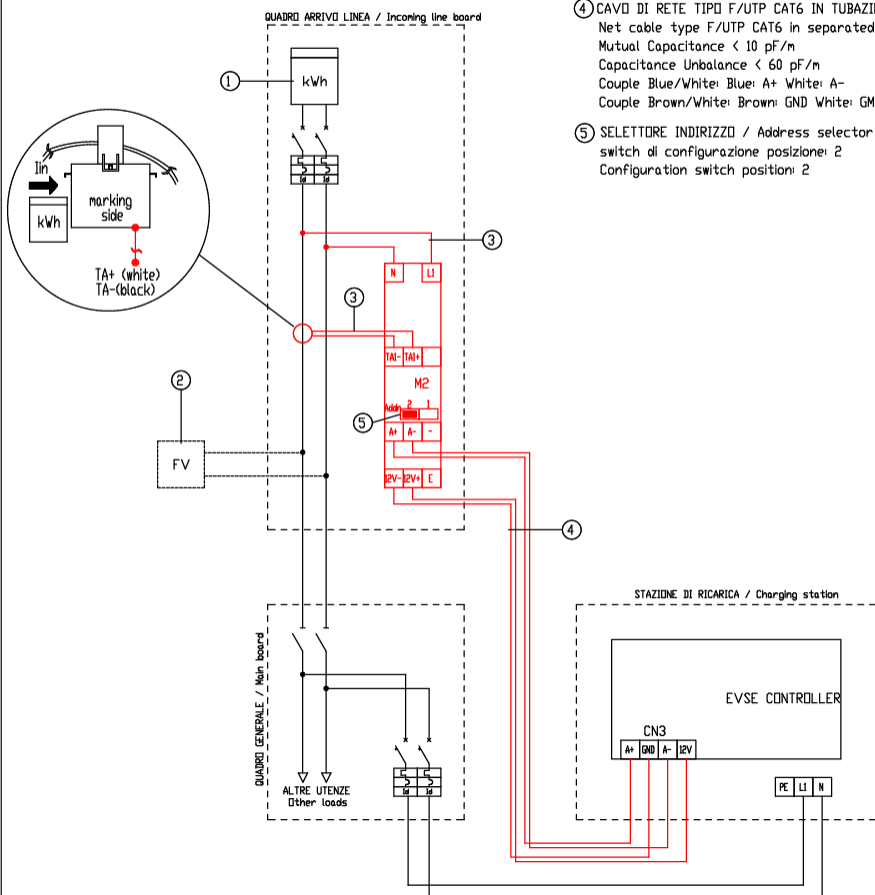 QUADRO ARRIVO LINEA / Incoming line board
4 CAVO DI RETE TIPO F/UTP CAT6 IN
Net cable type F/UTP CAT6 in separated
Mutual Capacitance < 10 pF/m
Capacitance Unbalance < 60 pF/m
Couple Blue/White: Blue: A+ White: A-
Couple Brown/White: Brown: GND White:
5 SELETTORE INDIRIZZO / Address selector
switch di configurazione posizione: 2
Configuration switch position: 2
1
kWh
Id Id
Iin
marking
side
kWh
TA+ (white)
TA-(black)
3
N L1
3
TA1- TA1+
M2
2 1
5
A+ A- -
12V- 12V+ E
2
FV
4
STAZIONE DI RICARICA / Charging station
EVSE CONTROLLER
CN3
A+ GND A- 12V
PE L1 N
QUADRO GENERALE / Main board
ALTRE UTENZE
Other loads
Id Id